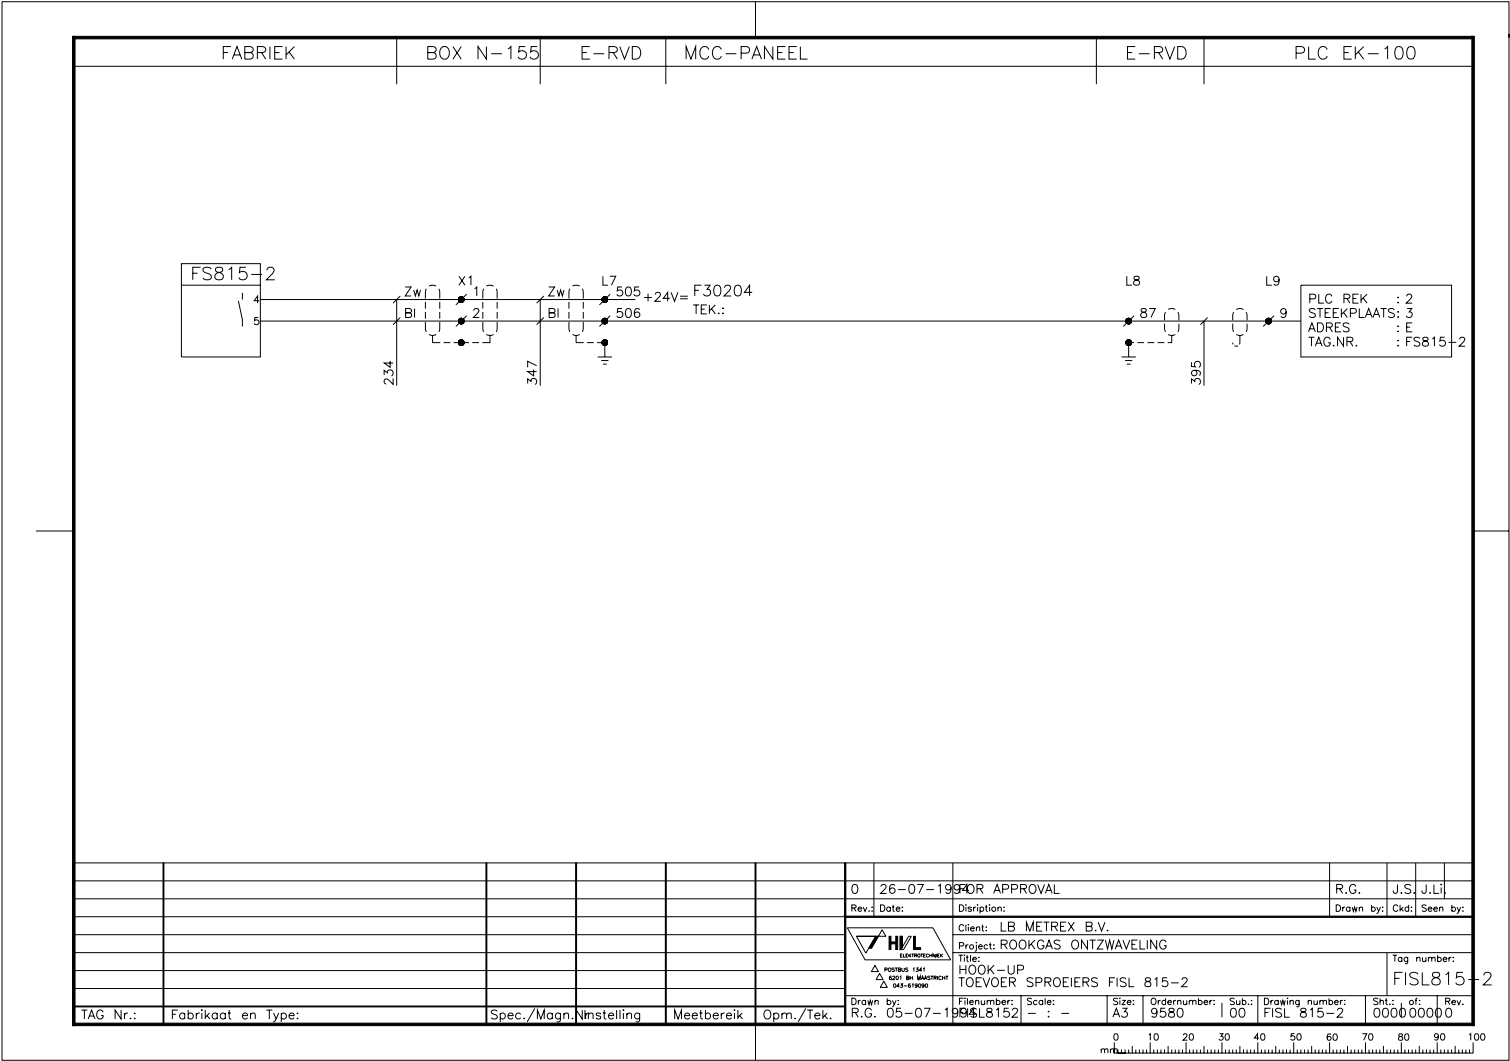 FABRIEK BOX N-155 E-RVD MCC-PANEEL E-RVD PLC EK-100
FS815-2
4
5
Zw X1 1 Zw L7 505 +24V= F30204
Bl 2 Bl 506 TEK.:
234
347
L8 L9
87 9
395
PLC REK : 2
STEEKPLAATS: 3
ADRES : E
TAG.NR. : FS815-2
0 26-07-1994 FOR APPROVAL R.G. J.S. J.Li.
Rev.: Date: Disription: Drawn by: Ckd: Seen by:
HVL
ELEKTROTECHNIEK
POSTBUS 1341
6201 BH MAASTRICHT
043-619090
Client: LB METREX B.V.
Project: ROOKGAS ONTZWAVELING
Title:
HOOK-UP
TOEVOER SPROEIERS FISL 815-2
Tag number:
FISL815-2
Drawn by: Filenumber: Scale: Size: Ordernumber: Sub.: Drawing number: Sht.: of: Rev.
R.G. 05-07-1994 FISL8152 - : - A3 9580 00 FISL 815-2 0000 0000 0
TAG Nr.: Fabrikaat en Type: Spec./Magn.Nr. Instelling Meetbereik Opm./Tek.
mm 0 10 20 30 40 50 60 70 80 90 100